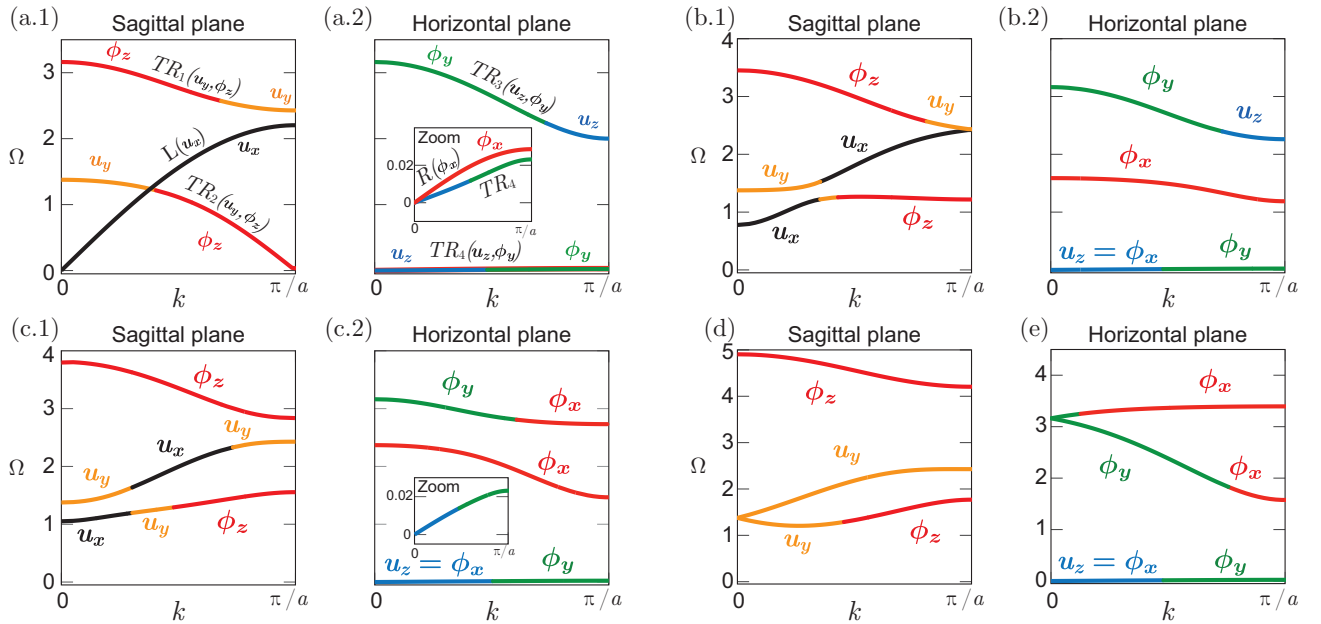 (a.1)
Sagittal plane
3
2
1
0
Ω
ϕz
TR1(uy,ϕz)
uy
L(ux)
ux
uy
TR2(uy,ϕz)
ϕz
0
k
π/a
(a.2)
Horizontal plane
ϕy
TR3(uz,ϕy)
uz
Zoom
0.02
0
R(ϕx)
ϕx
TR4
0
π/a
uz
TR4(uz,ϕy)
ϕy
0
k
π/a
(b.1)
Sagittal plane
4
3
2
1
0
Ω
ϕz
uy
ux
uy
ux
ϕz
0
k
π/a
(b.2)
Horizontal plane
4
3
2
1
0
ϕy
uz
ϕx
uz = ϕx
ϕy
0
k
π/a
(c.1)
Sagittal plane
4
3
2
1
0
Ω
ϕz
uy
ux
uy
ux
uy
ϕz
0
k
π/a
(c.2)
Horizontal plane
ϕy
ϕx
ϕx
Zoom
0.02
0
0
π/a
uz = ϕx
ϕy
0
k
π/a
(d)
Sagittal plane
5
4
3
2
1
0
Ω
ϕz
uy
uy
ϕz
0
k
π/a
(e)
Horizontal plane
4
3
2
1
0
ϕx
ϕy
ϕx
uz = ϕx
ϕy
0
k
π/a